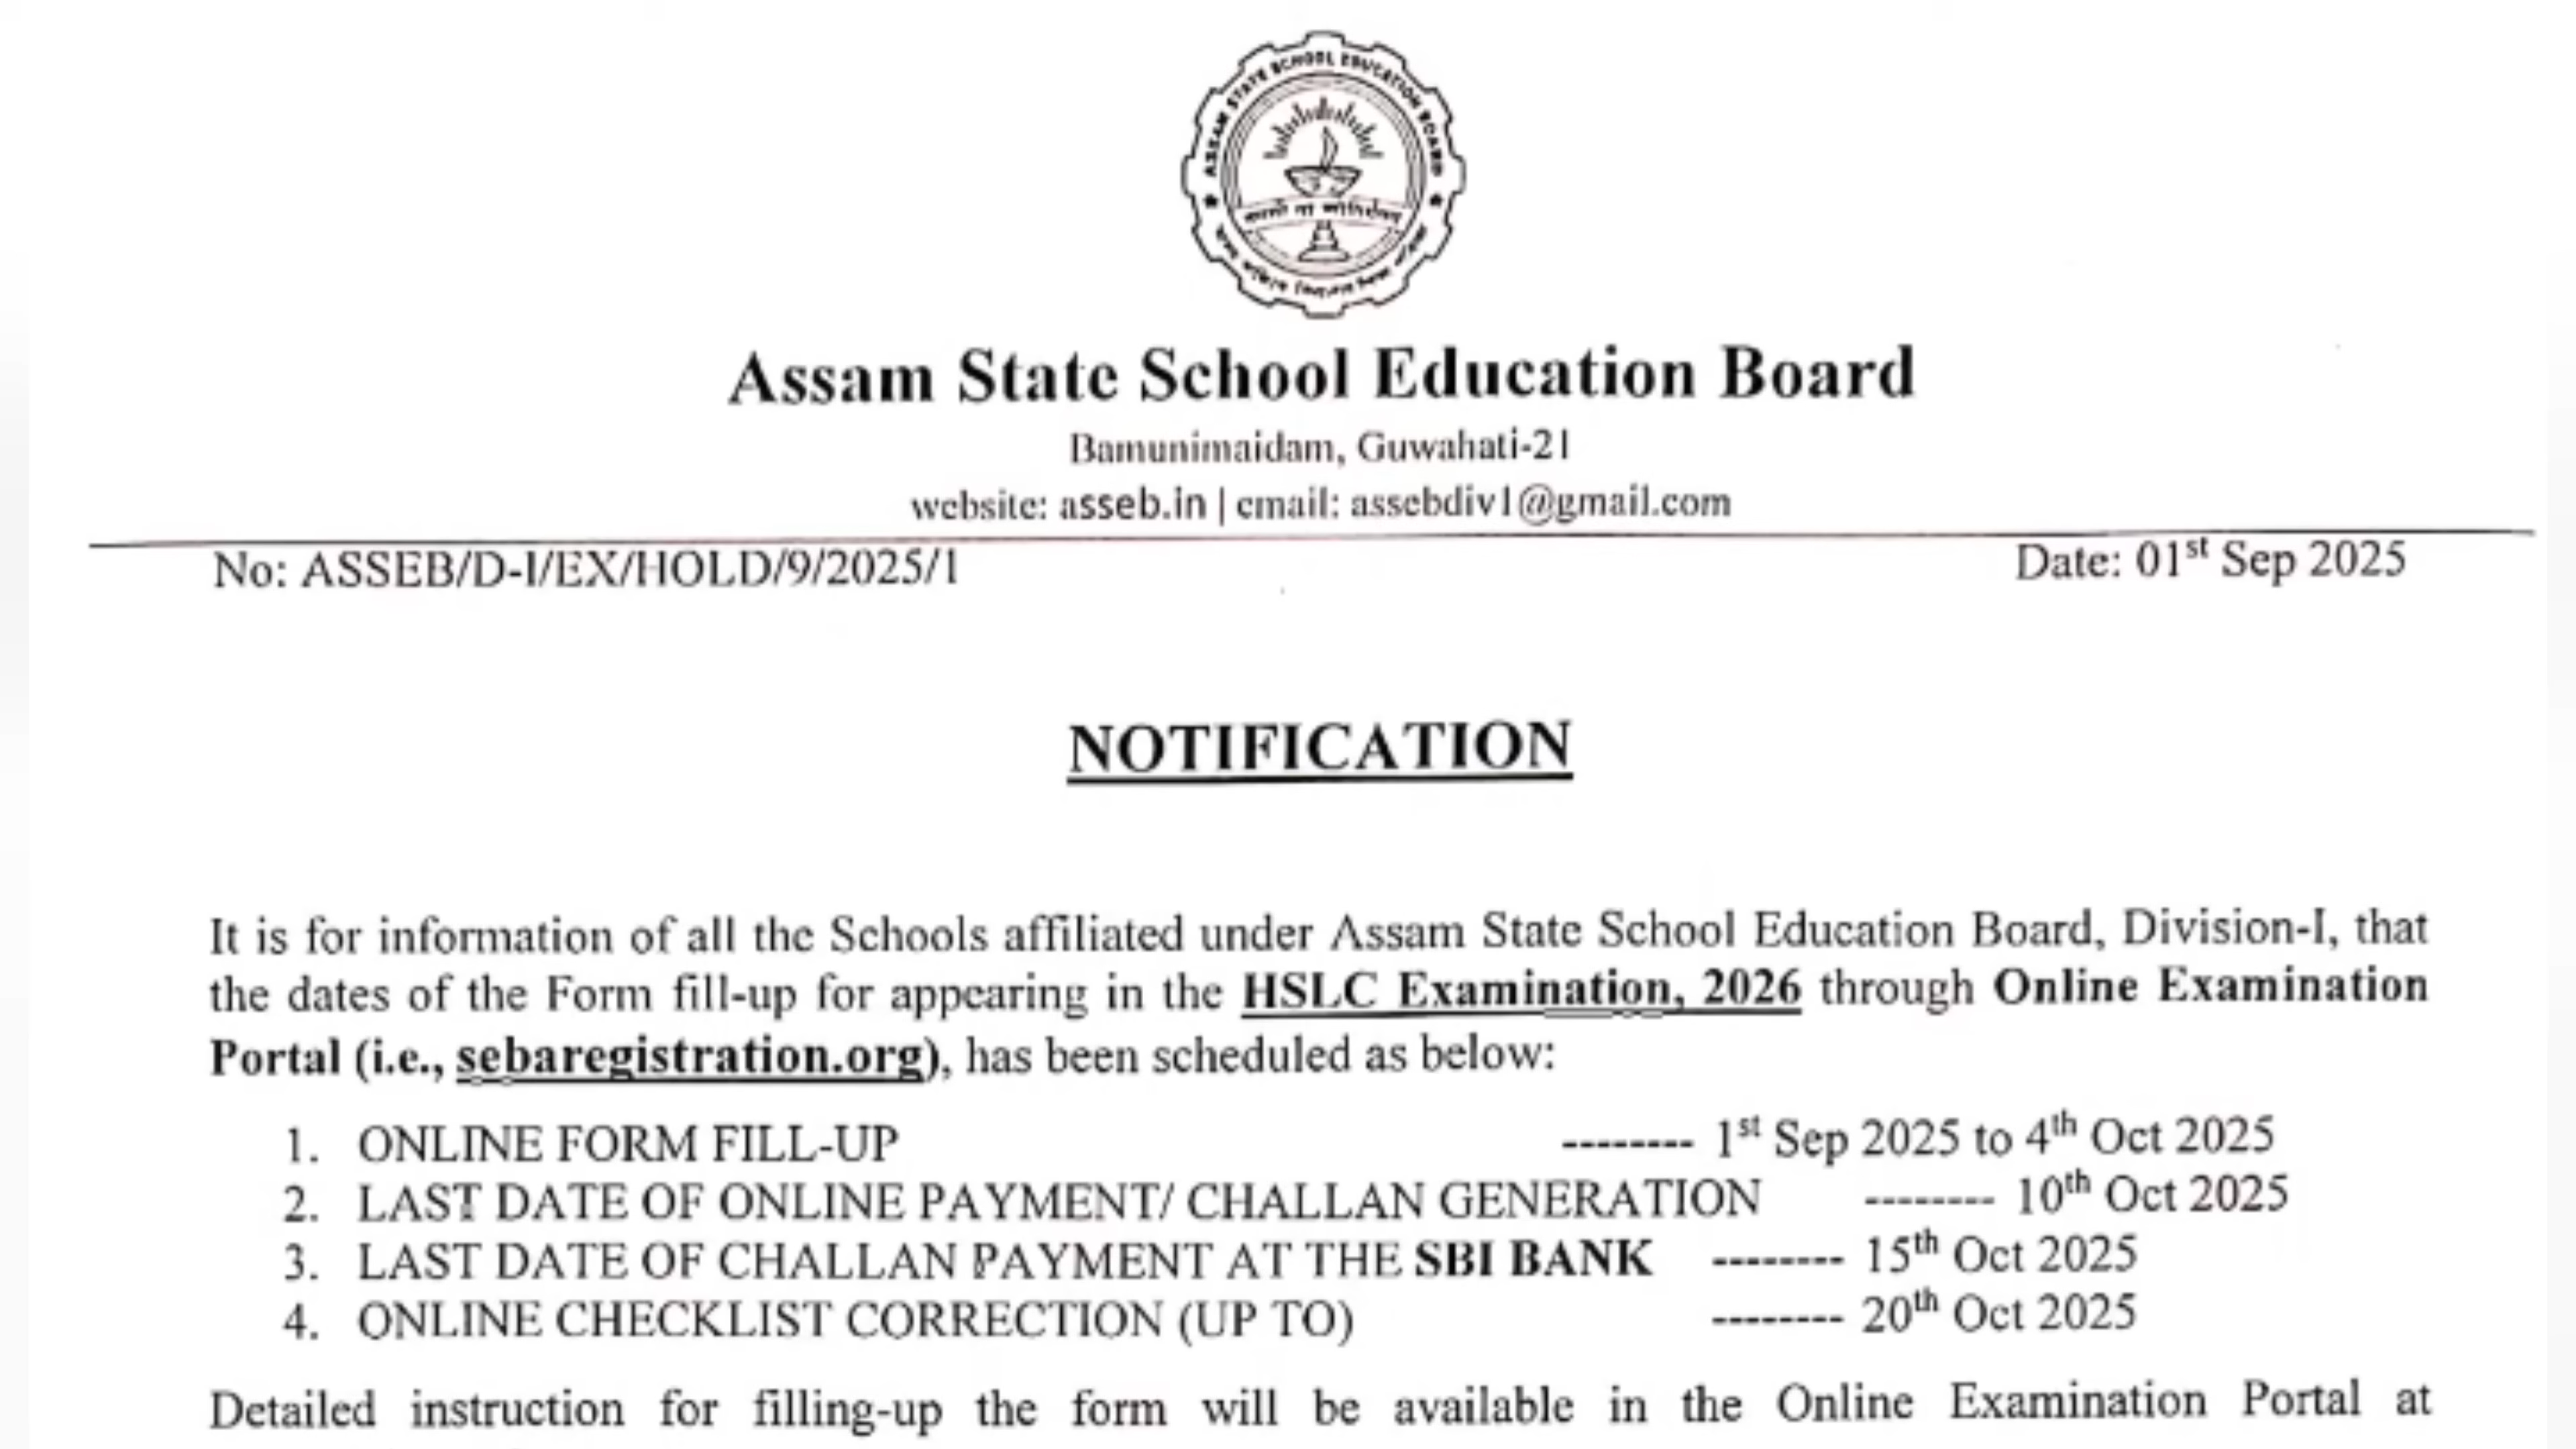 ASSAM STATE SCHOOL EDUCATION BOARD
Assam State School Education Board
Bamunimaidam, Guwahati-21
website: asseb.in | email: assebdiv1@gmail.com
No: ASSEB/D-I/EX/HOLD/9/2025/1 Date: 01st Sep 2025
NOTIFICATION
It is for information of all the Schools affiliated under Assam State School Education Board, Division-I, that
the dates of the Form fill-up for appearing in the HSLC Examination, 2026 through Online Examination
Portal (i.e., sebaregistration.org), has been scheduled as below:
1. ONLINE FORM FILL-UP -------- 1st Sep 2025 to 4th Oct 2025
2. LAST DATE OF ONLINE PAYMENT/ CHALLAN GENERATION -------- 10th Oct 2025
3. LAST DATE OF CHALLAN PAYMENT AT THE SBI BANK -------- 15th Oct 2025
4. ONLINE CHECKLIST CORRECTION (UP TO) -------- 20th Oct 2025
Detailed instruction for filling-up the form will be available in the Online Examination Portal at